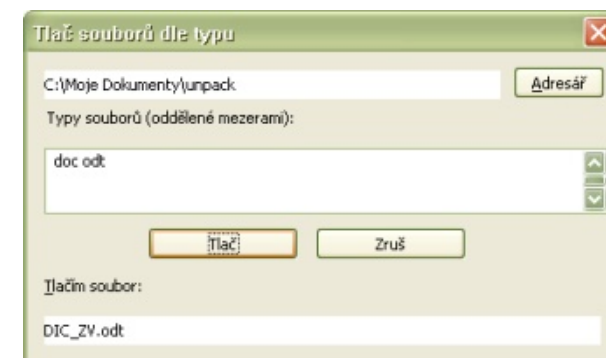 Tlač souborů dle typu
C:\Moje Dokumenty\unpack
Adresář
Typy souborů (oddělené mezerami):
doc odt
Tlač
Zruš
Tlačím soubor:
DIC_ZV.odt